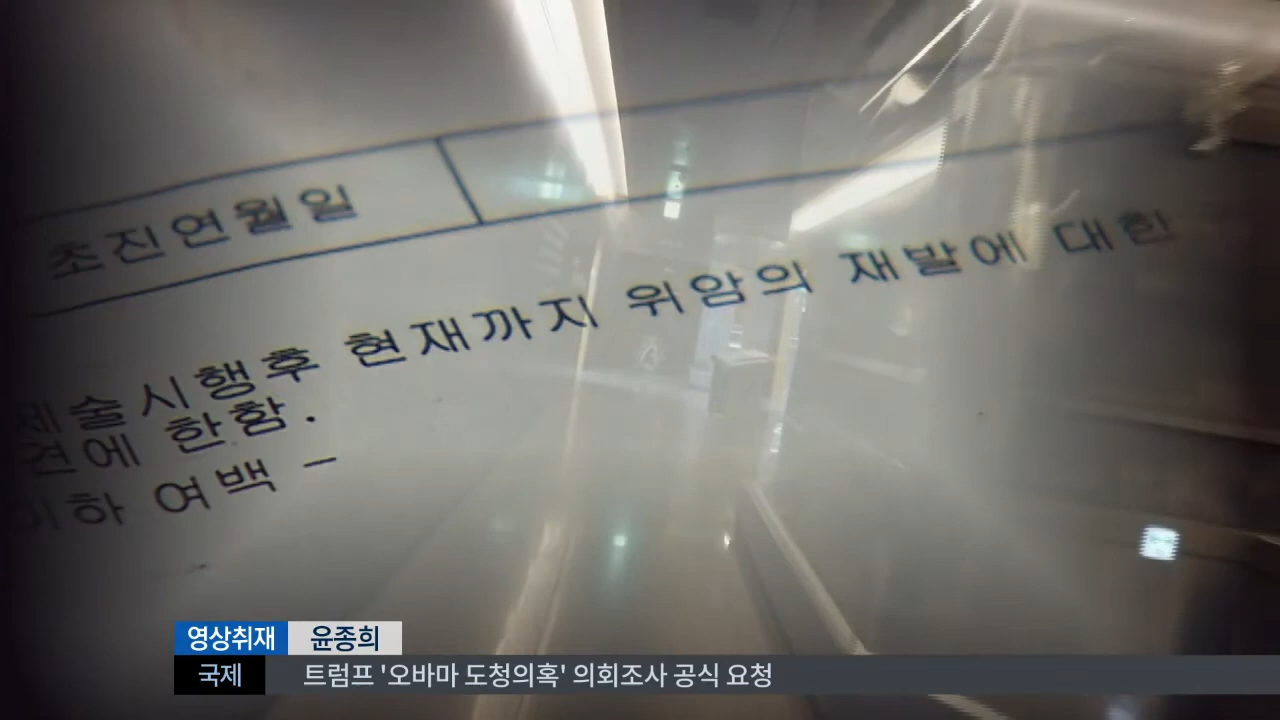 초진연월일
술시행후 현재까지 위암의 재발에 대한
견에 한함.
이하 여백 -
영상취재 윤종희
국제 트럼프 '오바마 도청의혹' 의회조사 공식 요청